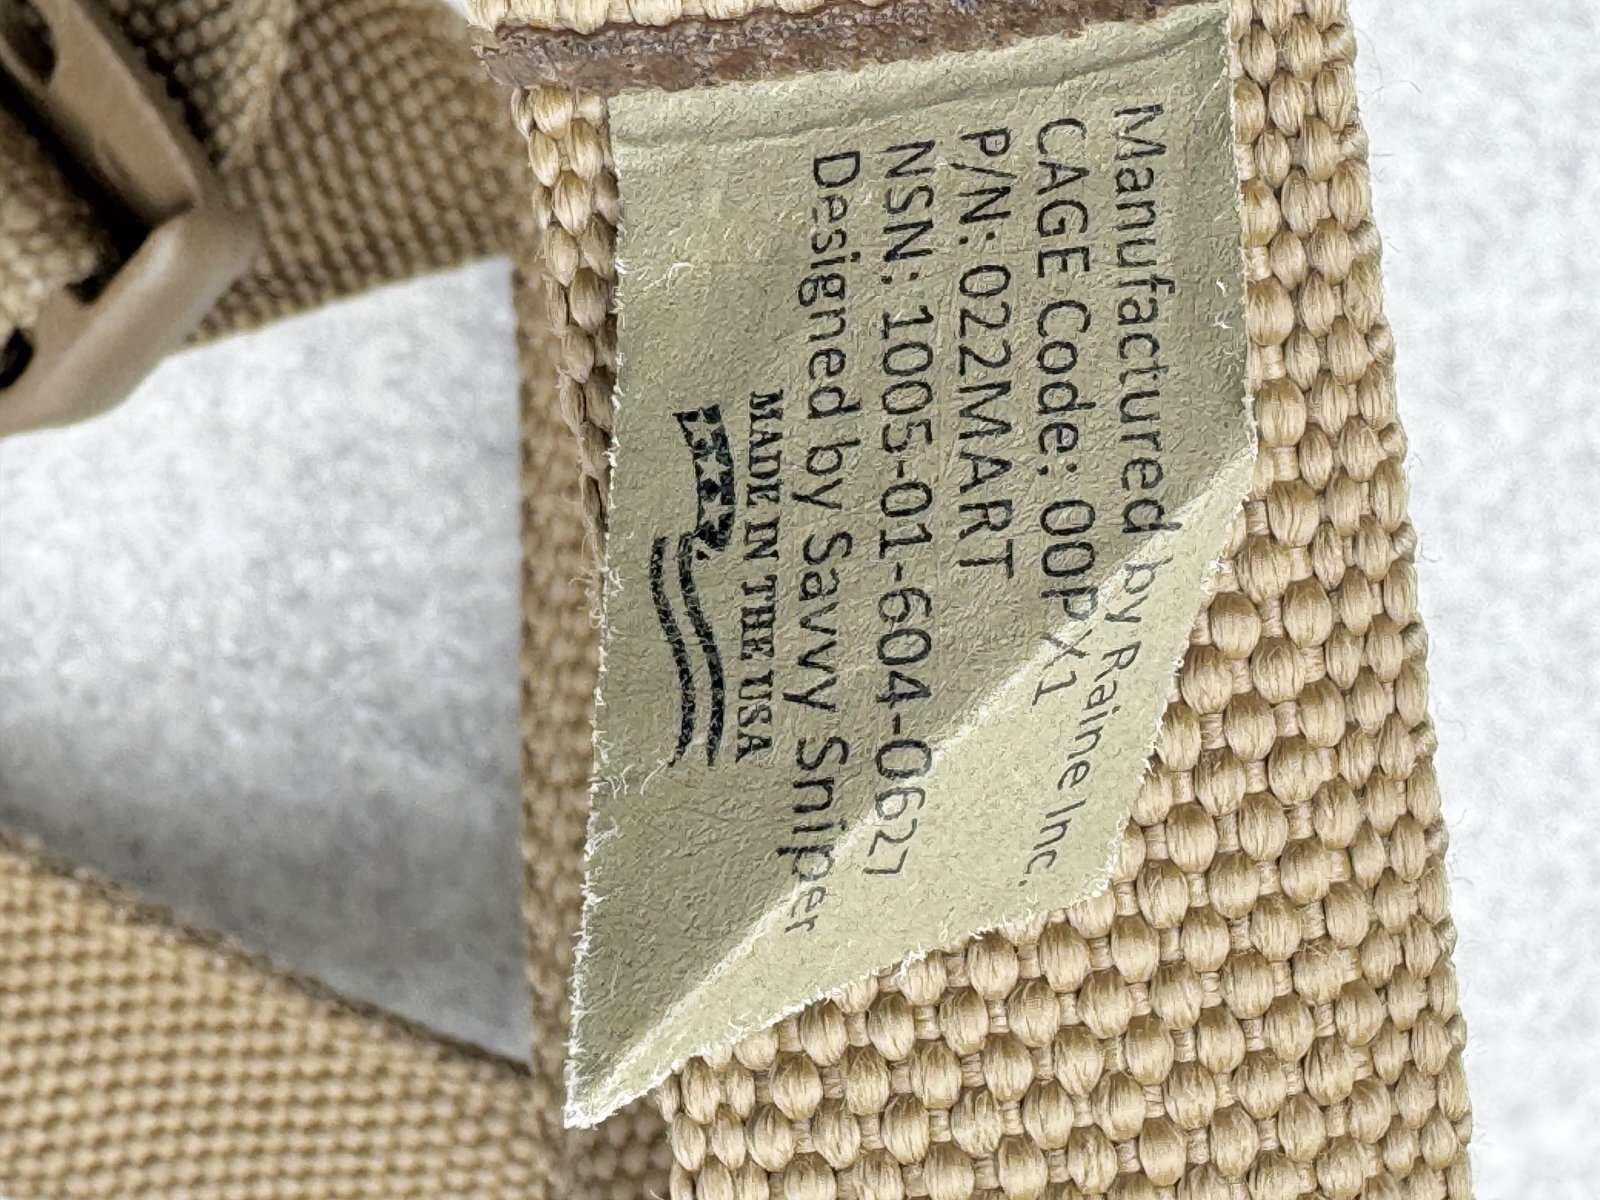 Manufactured by Raine Inc.
CAGE Code: 00PX1
P/N: 022MART
NSN: 1005-01-604-0627
Designed by Savvy Sniper
MADE IN THE USA